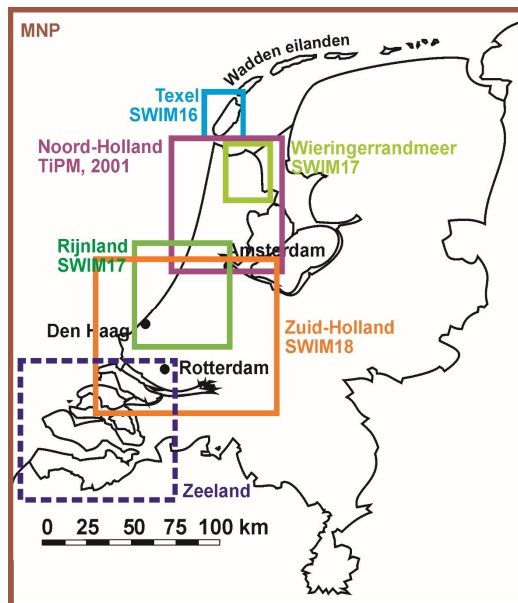 MNP
Wadden eilanden
Texel
SWIM16
Noord-Holland
TiPM, 2001
Wieringerrandmeer
SWIM17
Rijnland
SWIM17
Amsterdam
Den Haag
Zuid-Holland
SWIM18
Rotterdam
Zeeland
0 25 50 75 100 km